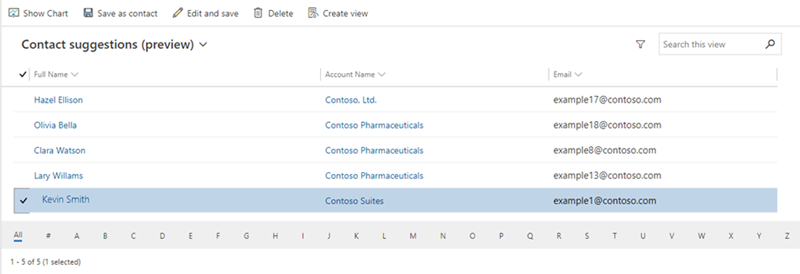 Show Chart Save as contact Edit and save Delete Create view
Contact suggestions (preview) Search this view
Full Name Account Name Email
Hazel Ellison Contoso, Ltd. example17@contoso.com
Olivia Bella Contoso Pharmaceuticals example18@contoso.com
Clara Watson Contoso Pharmaceuticals example8@contoso.com
Lary Willams Contoso Pharmaceuticals example13@contoso.com
Kevin Smith Contoso Suites example1@contoso.com
All # A B C D E F G H I J K L M N O P Q R S T U V W X Y Z
1 - 5 of 5 (1 selected)